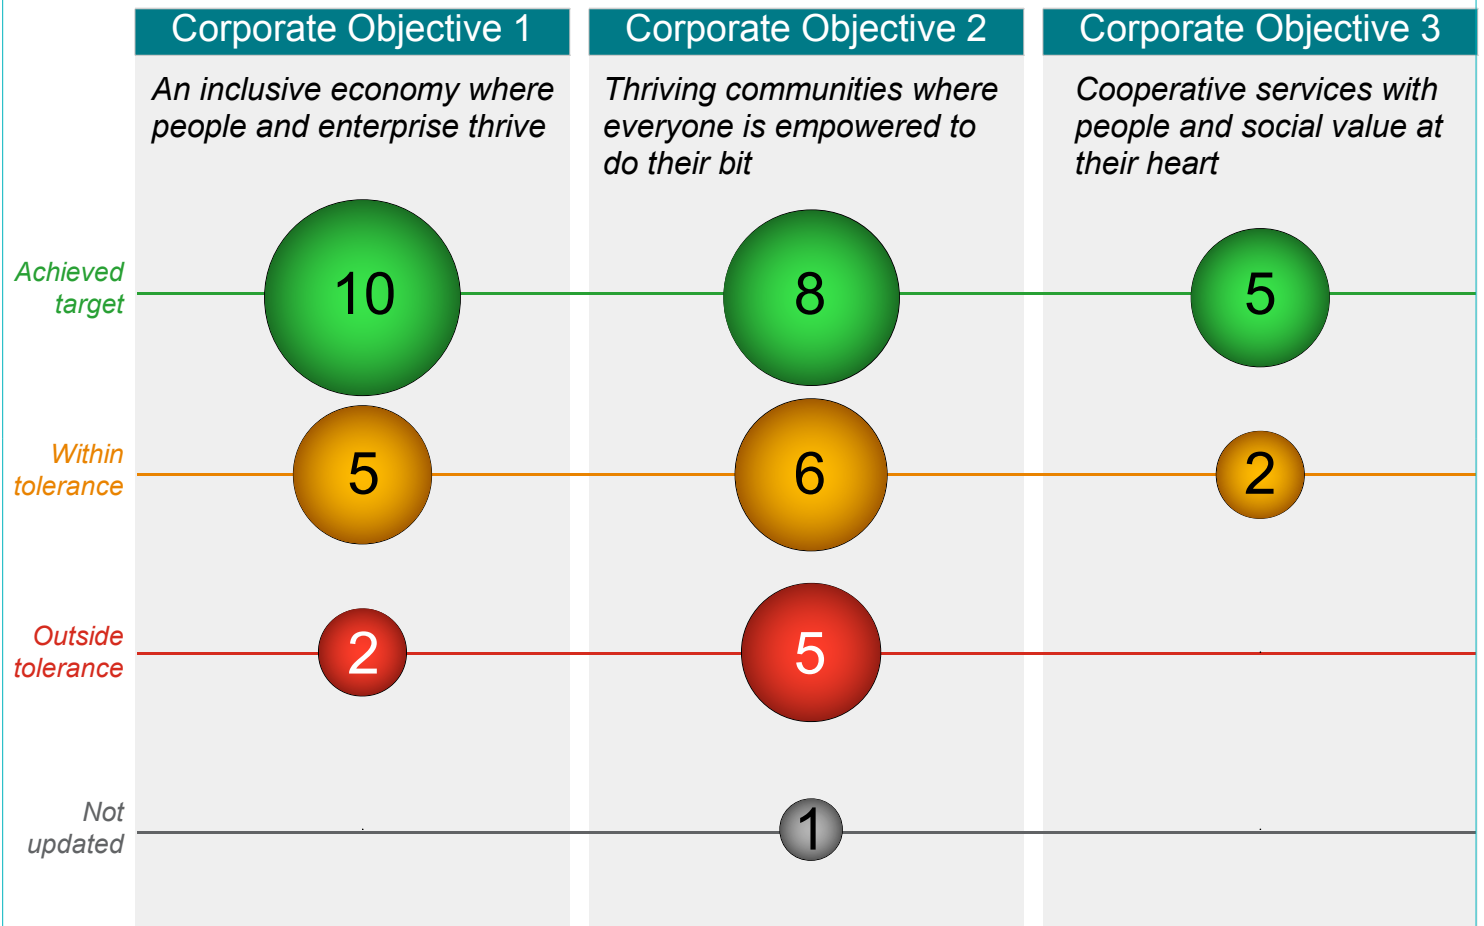 Corporate Objective 1
Corporate Objective 2
Corporate Objective 3
An inclusive economy where
people and enterprise thrive
Thriving communities where
everyone is empowered to
do their bit
Cooperative services with
people and social value at
their heart
Achieved
target
10
8
5
Within
tolerance
5
6
2
Outside
tolerance
2
5
Not
updated
1